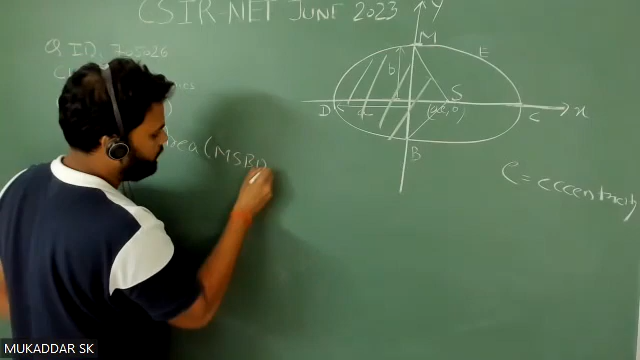 CSIR-NET JUNE 2023
Q ID. 705026
Area (MSBD
y
M
E
b
S
D
a
(ae, 0)
C
x
B
e = eccentricity
MUKADDAR SK